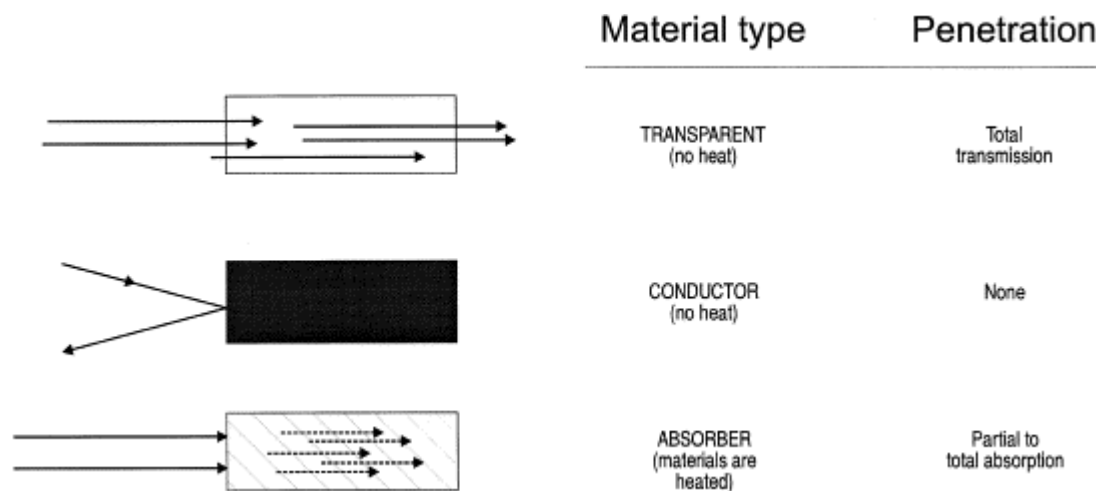 Material type Penetration
TRANSPARENT Total
(no heat) transmission
CONDUCTOR None
(no heat)
ABSORBER Partial to
(materials are total absorption
heated)